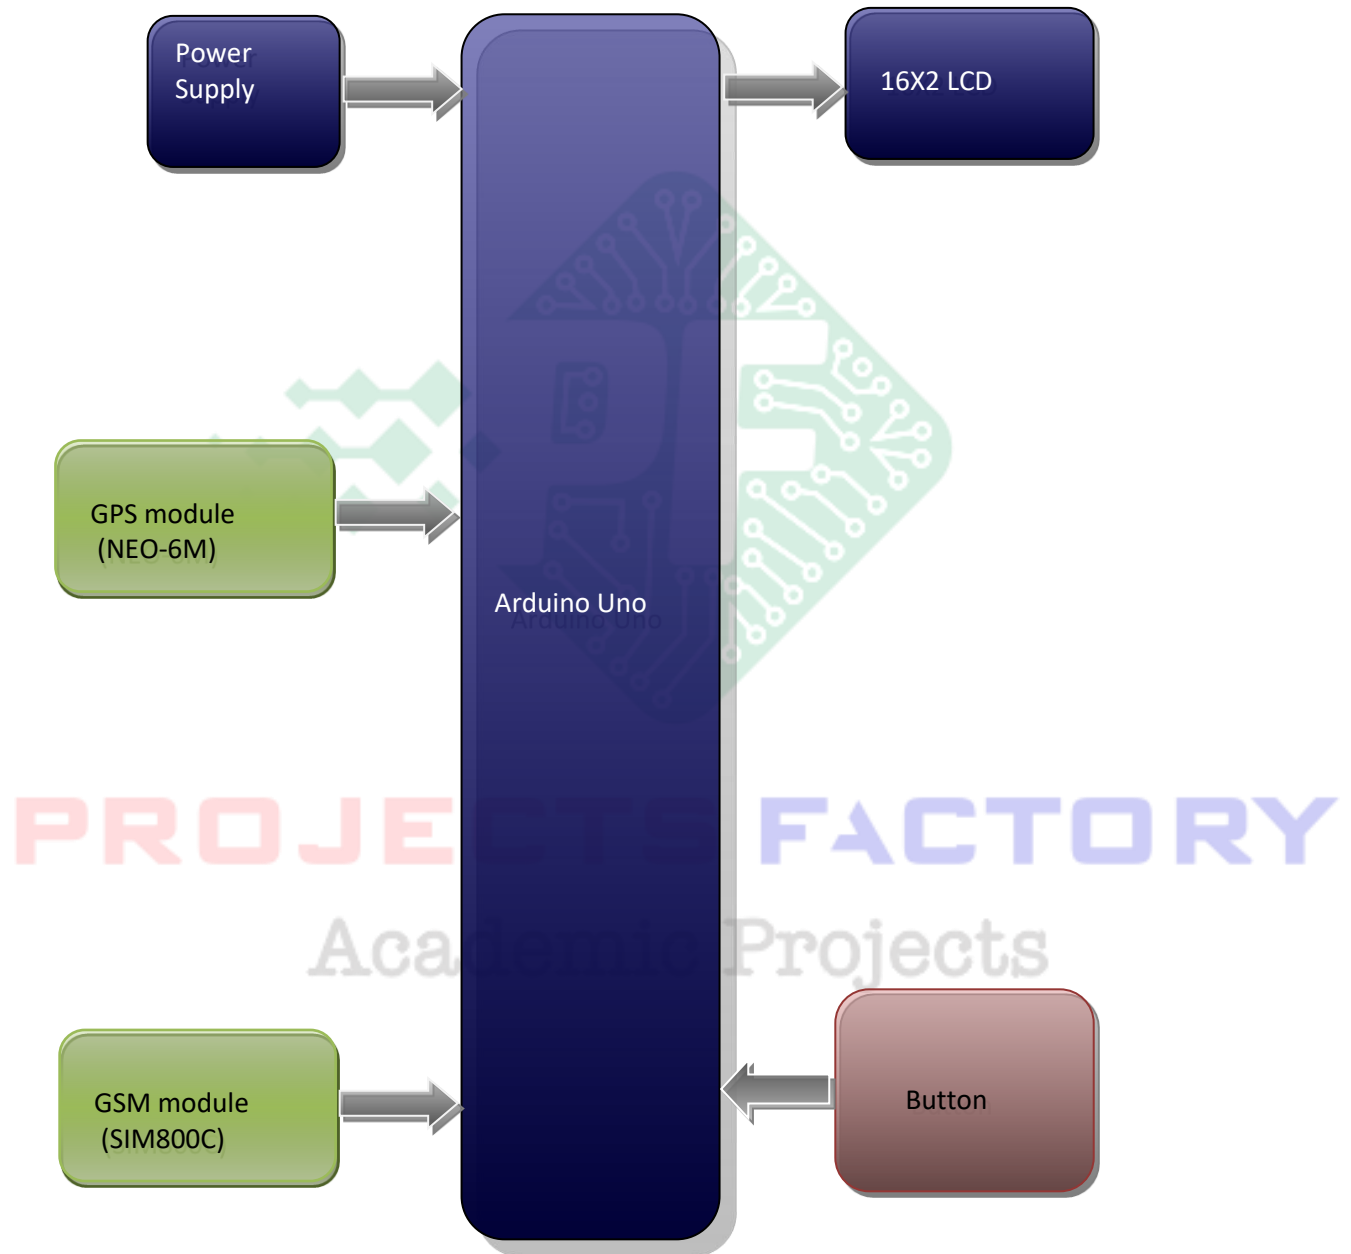 Power
Supply
16X2 LCD
GPS module
(NEO-6M)
Arduino Uno
PROJECTS FACTORY
Academic Projects
GSM module
(SIM800C)
Button